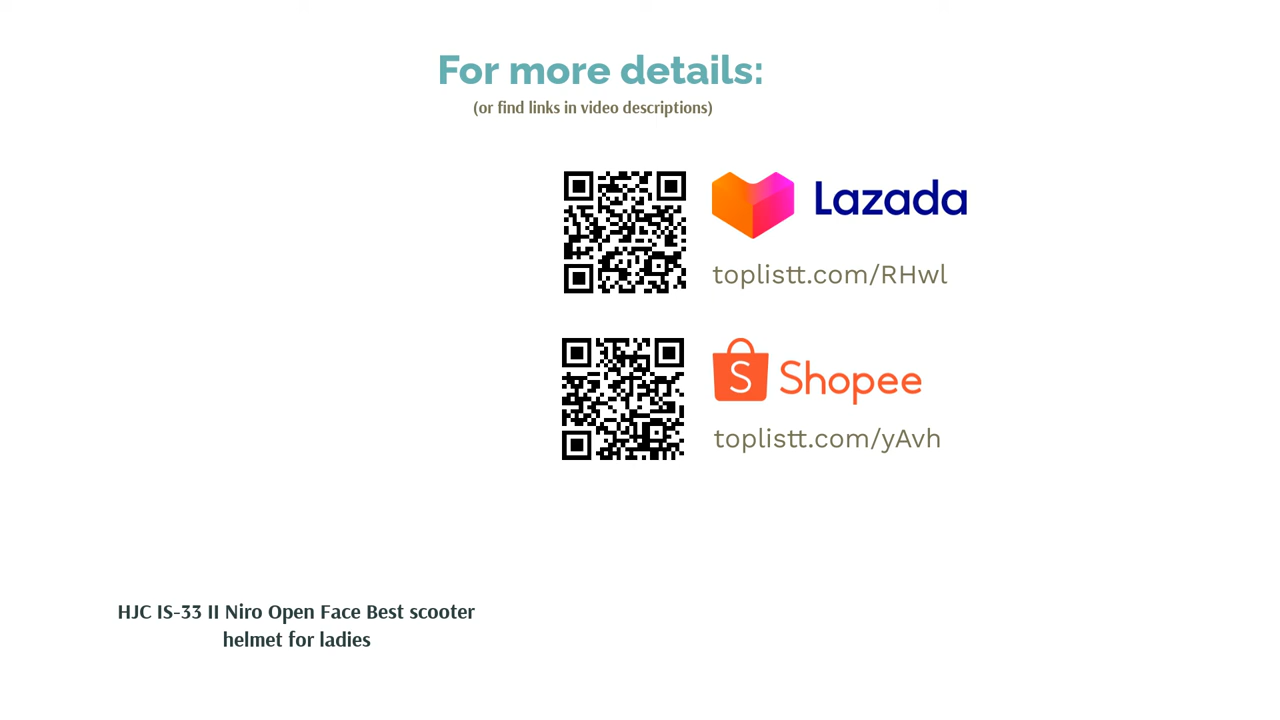 For more details:
(or find links in video descriptions)
Lazada
toplistt.com/RHwl
S
Shopee
toplistt.com/yAvh
HJC IS-33 II Niro Open Face Best scooter
helmet for ladies